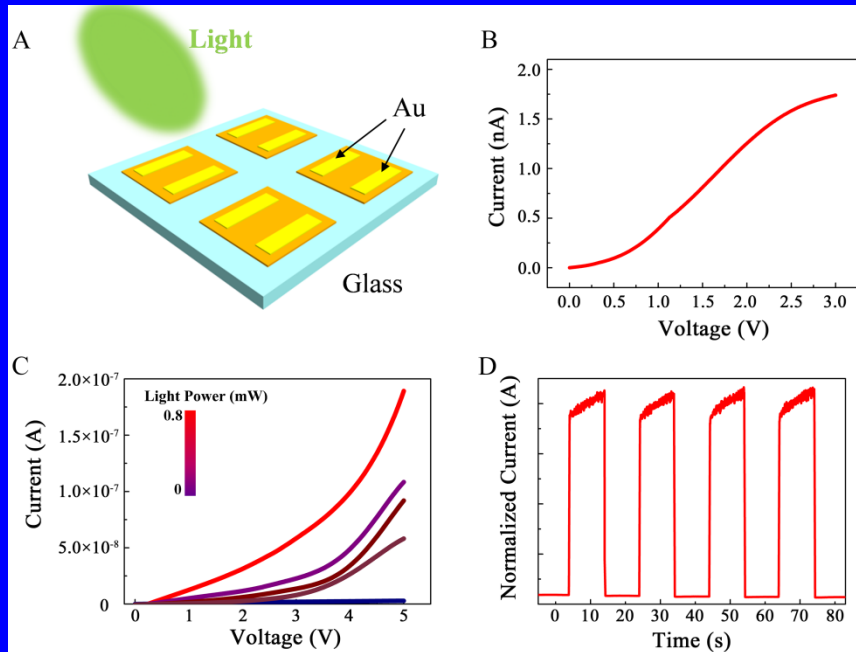 A
Light
Au
Glass
B
Current (nA)
2.0
1.5
1.0
0.5
0.0
0.0 0.5 1.0 1.5 2.0 2.5 3.0
Voltage (V)
C
Current (A)
2.0×10⁻⁷
1.5×10⁻⁷
1.0×10⁻⁷
5.0×10⁻⁸
0
Light Power (mW)
0.8
0
0 1 2 3 4 5
Voltage (V)
D
Normalized Current (A)
0 10 20 30 40 50 60 70 80
Time (s)